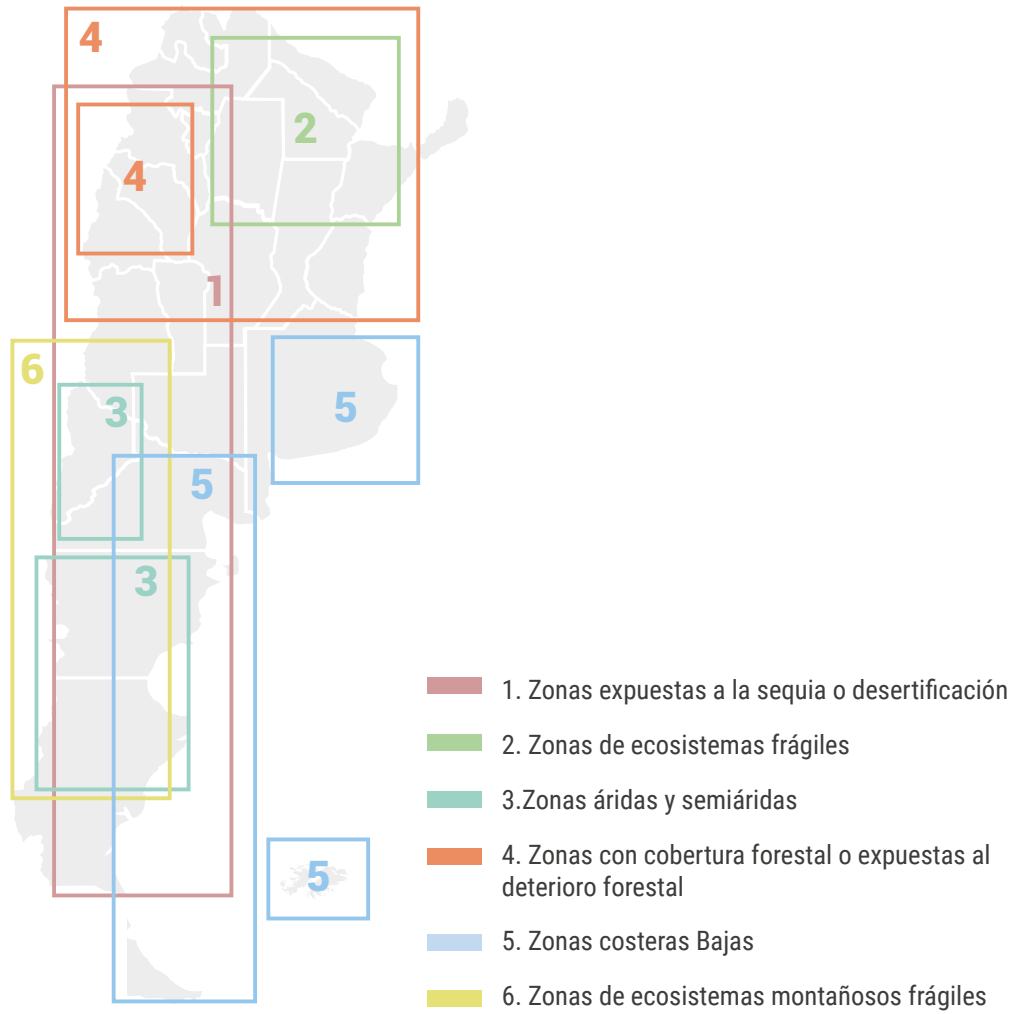 4
2
4
1
6
3
5
5
3
5
1. Zonas expuestas a la sequia o desertificación
2. Zonas de ecosistemas frágiles
3.Zonas áridas y semiáridas
4. Zonas con cobertura forestal o expuestas al
deterioro forestal
5. Zonas costeras Bajas
6. Zonas de ecosistemas montañosos frágiles